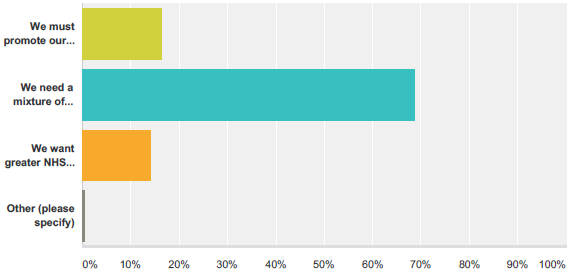 We must
promote our...
We need a
mixture of...
We want
greater NHS...
Other (please
specify)
0% 10% 20% 30% 40% 50% 60% 70% 80% 90% 100%